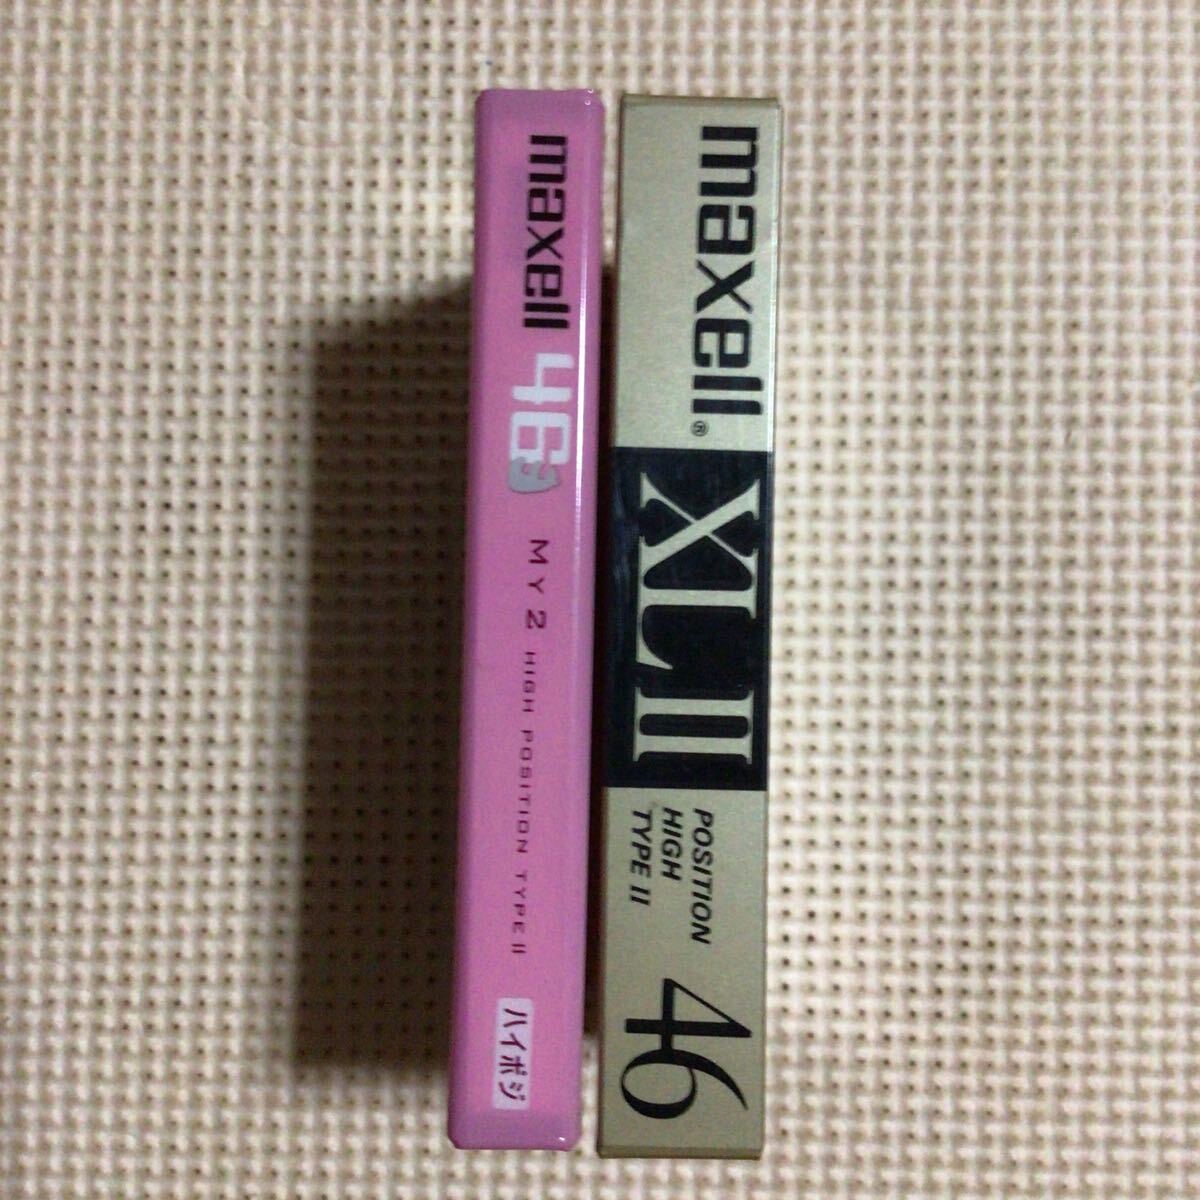 maxell 46 MY 2 HIGH POSITION TYPE II ハイポジ
maxell® XLII
POSITION
HIGH
TYPE II
46